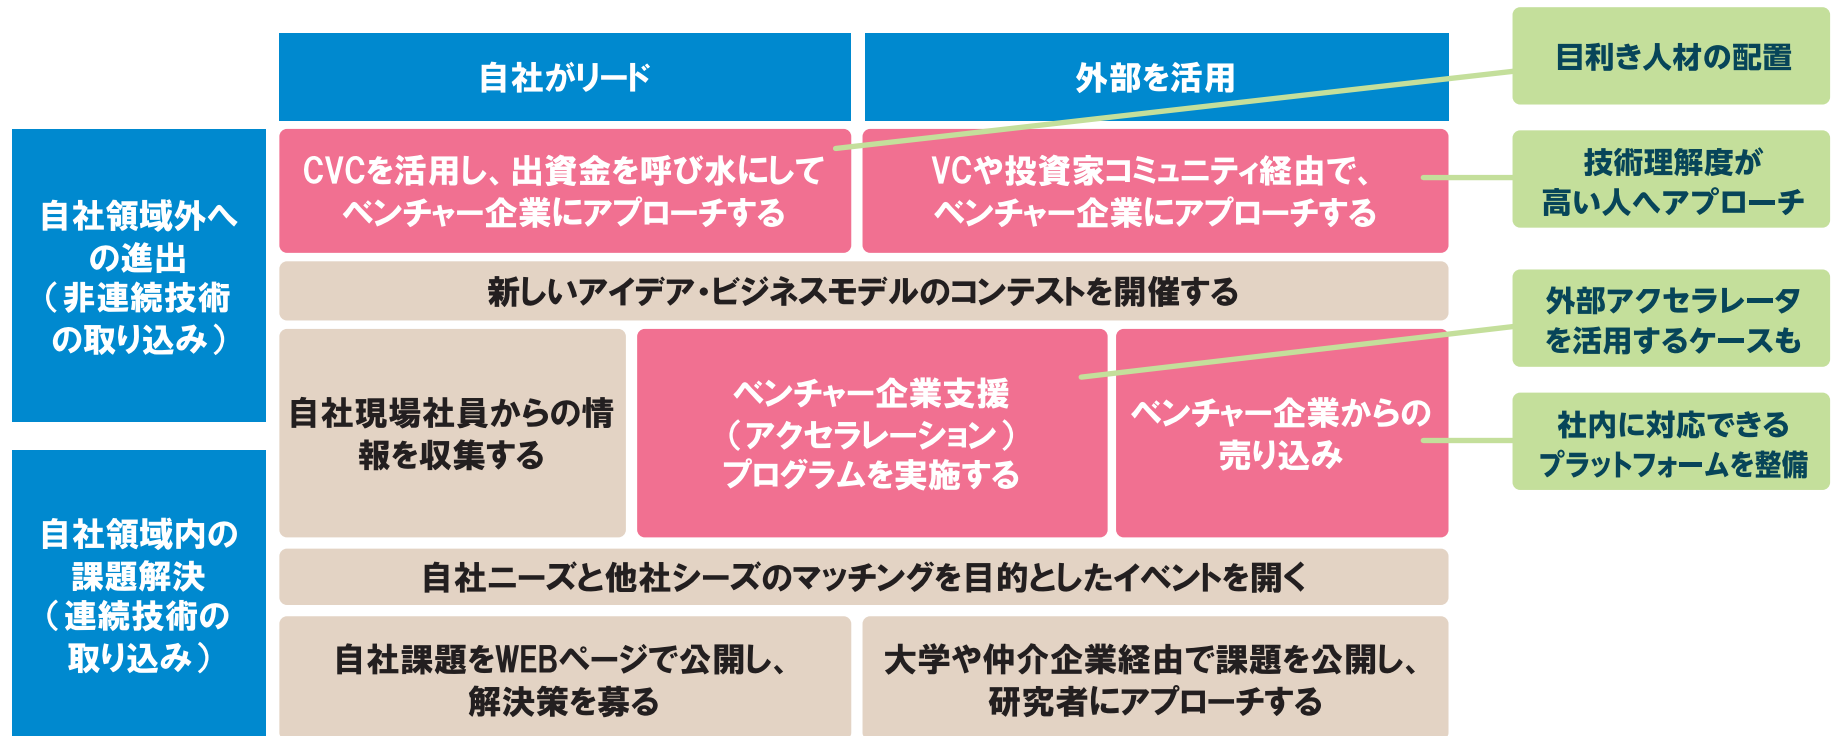 自社がリード
外部を活用
目利き人材の配置
自社領域外へ
の進出
（非連続技術
の取り込み）
CVCを活用し、出資金を呼び水にして
ベンチャー企業にアプローチする
VCや投資家コミュニティ経由で、
ベンチャー企業にアプローチする
技術理解度が
高い人へアプローチ
新しいアイデア・ビジネスモデルのコンテストを開催する
外部アクセラレータ
を活用するケースも
自社現場社員からの情
報を収集する
ベンチャー企業支援
（アクセラレーション）
プログラムを実施する
ベンチャー企業からの
売り込み
社内に対応できる
プラットフォームを整備
自社領域内の
課題解決
（連続技術の
取り込み）
自社ニーズと他社シーズのマッチングを目的としたイベントを開く
自社課題をWEBページで公開し、
解決策を募る
大学や仲介企業経由で課題を公開し、
研究者にアプローチする